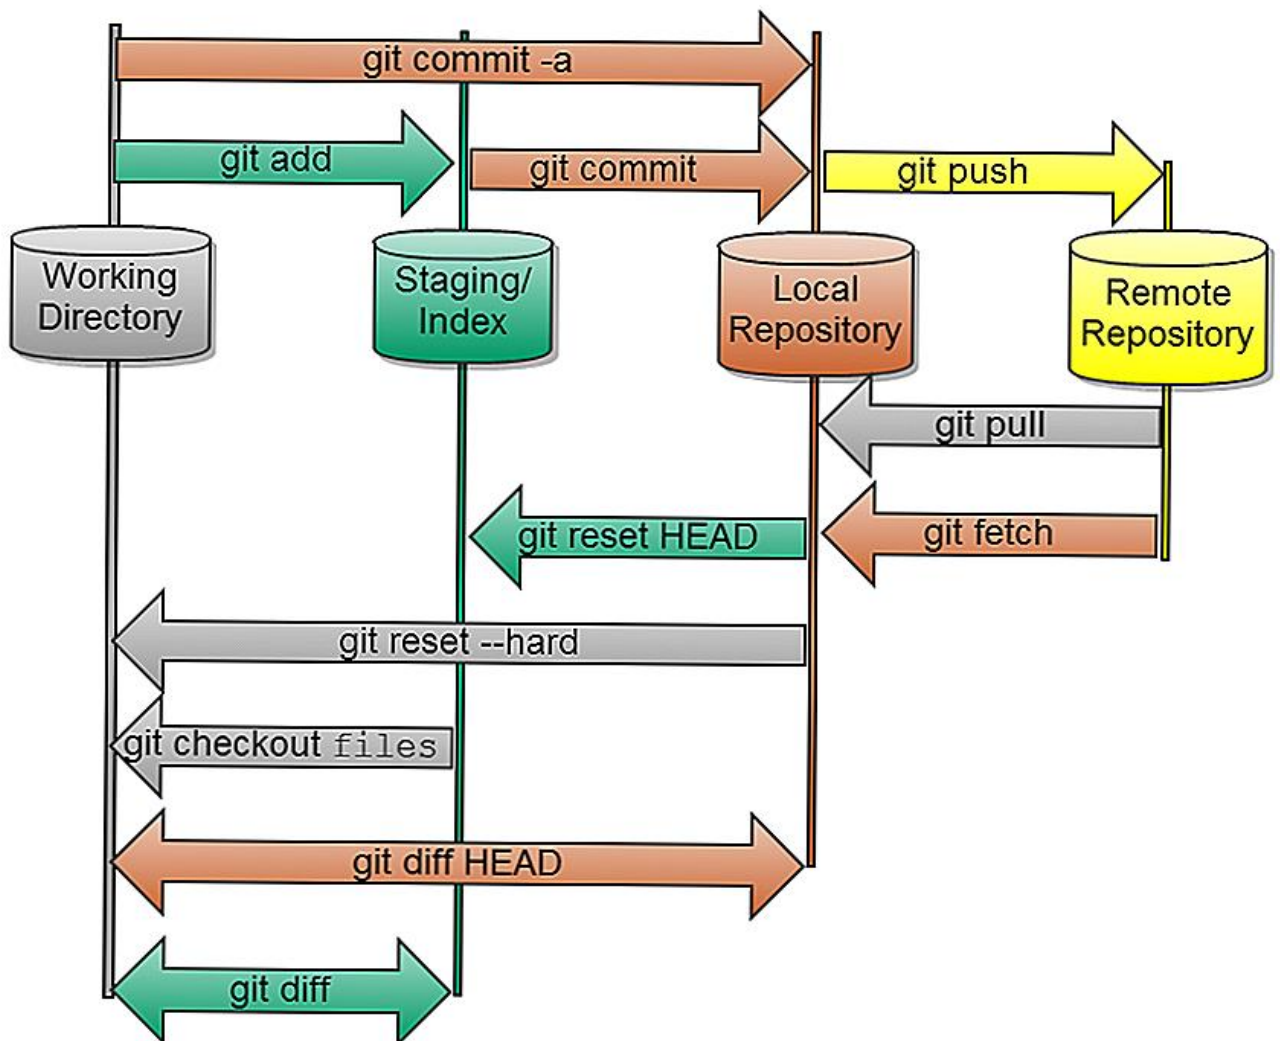 git commit -a
git add
git commit
git push
Working
Directory
Staging/
Index
Local
Repository
Remote
Repository
git pull
git reset HEAD
git fetch
git reset --hard
git checkout files
git diff HEAD
git diff